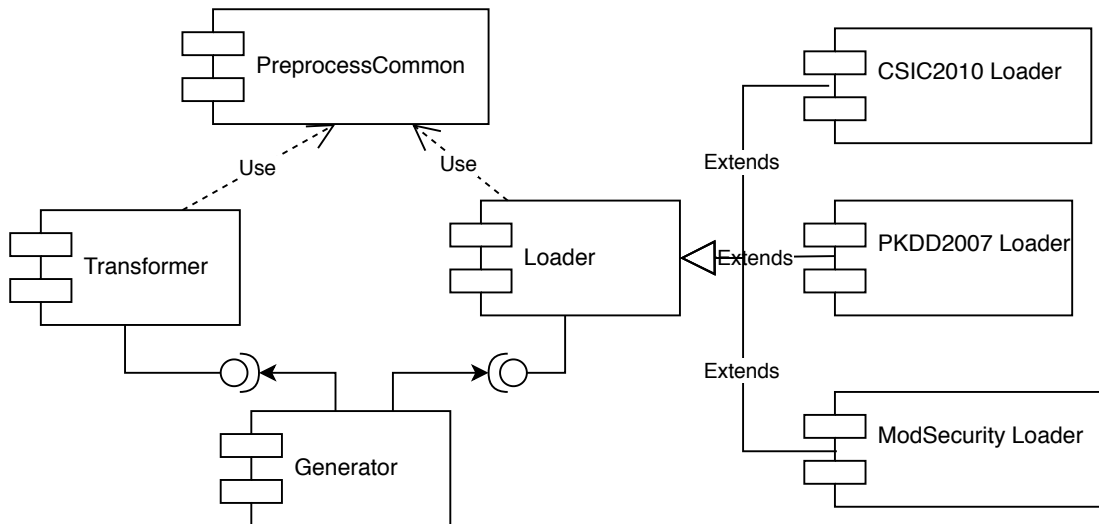 PreprocessCommon
CSIC2010 Loader
Use
Use
Extends
Transformer
Loader
PKDD2007 Loader
Extends
Extends
Generator
ModSecurity Loader